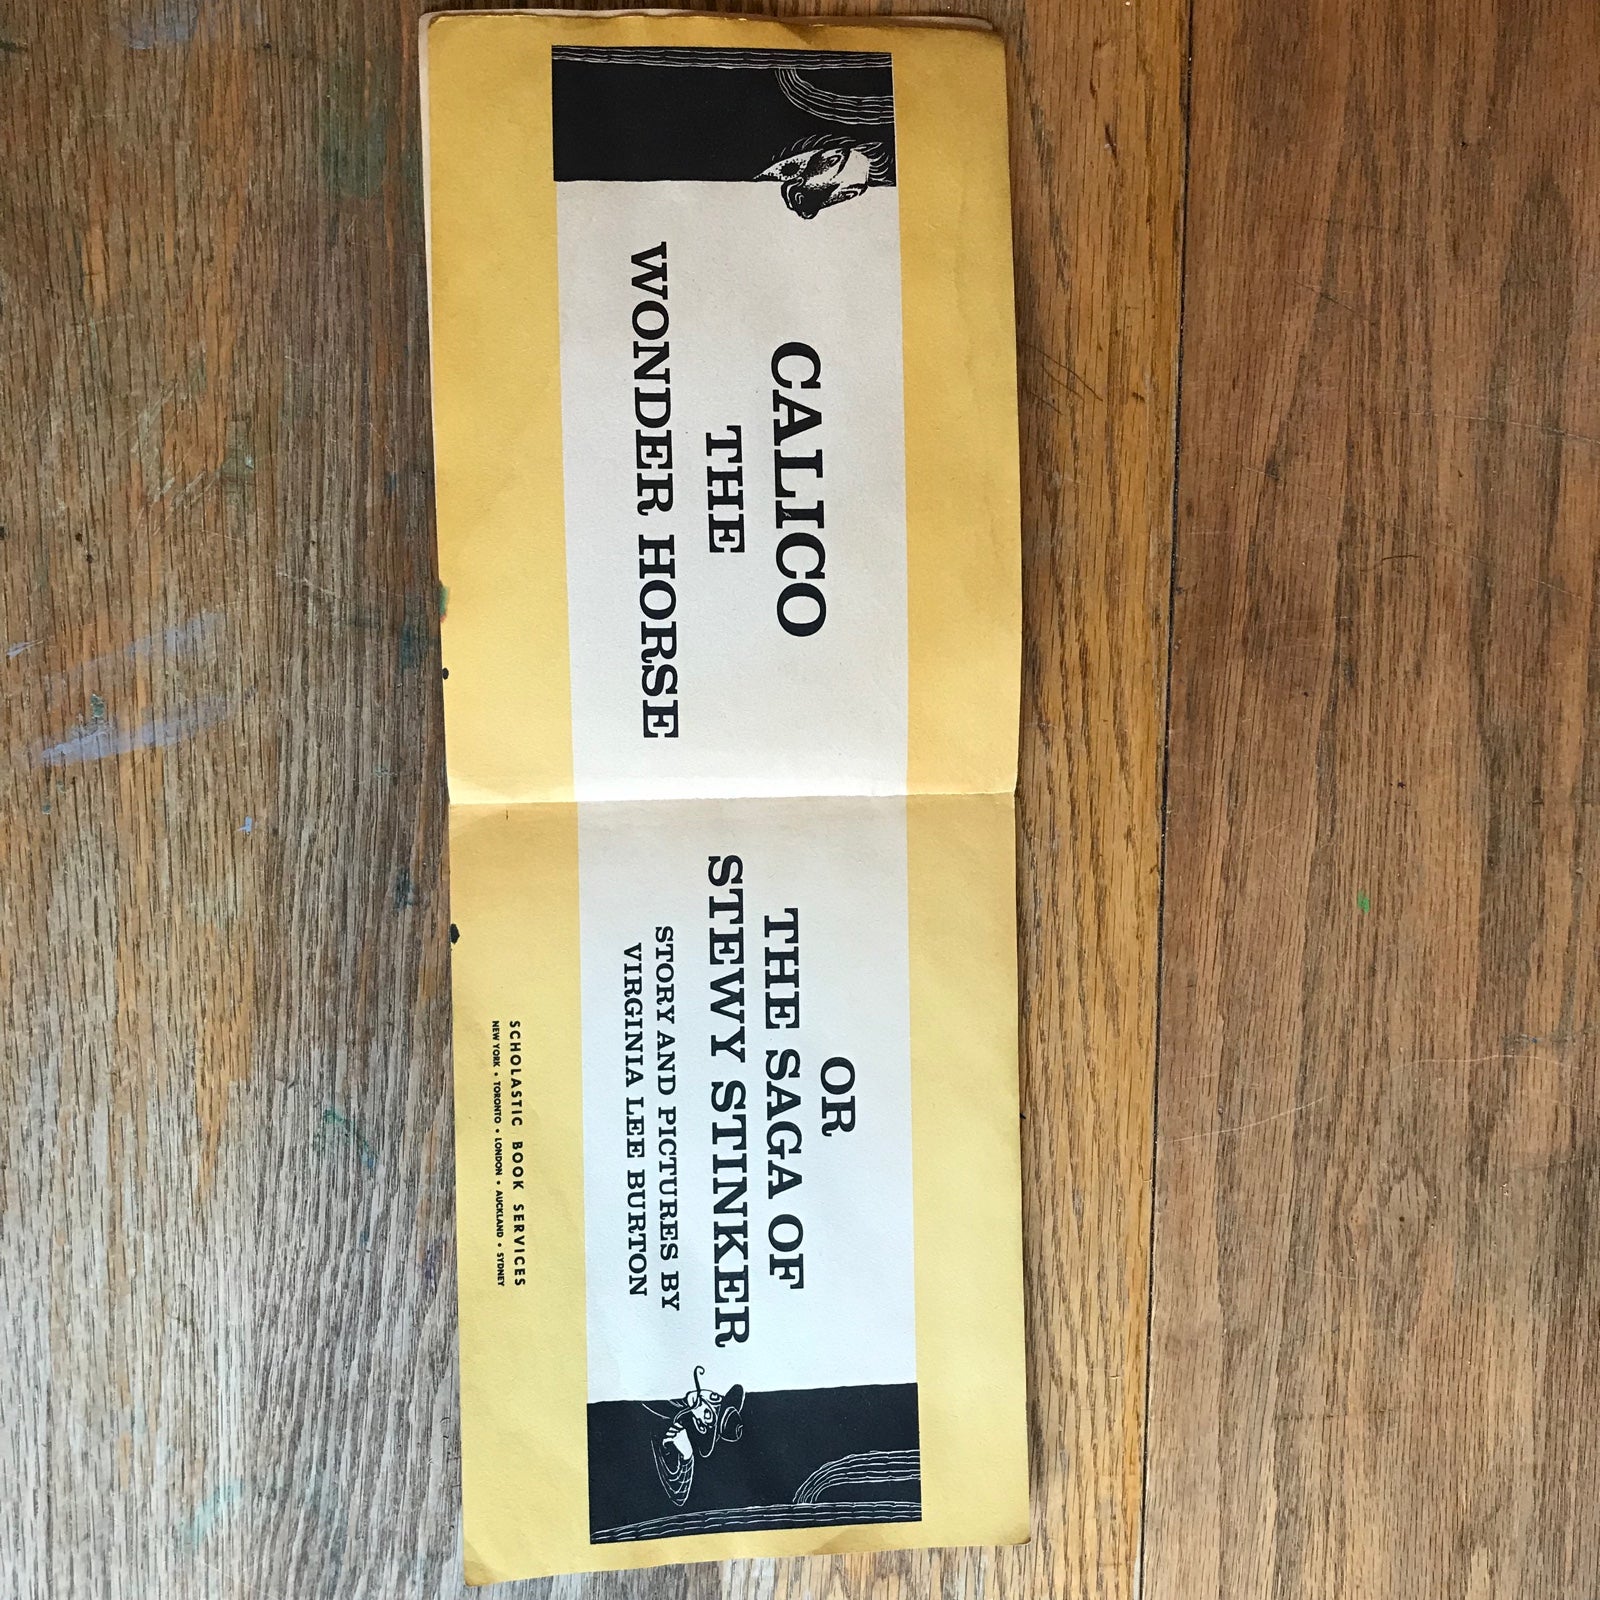 CALICO
THE
WONDER HORSE
OR
THE SAGA OF
STEWY STINKER
STORY AND PICTURES BY
VIRGINIA LEE BURTON
SCHOLASTIC BOOK SERVICES
NEW YORK • TORONTO • LONDON • AUCKLAND • SYDNEY